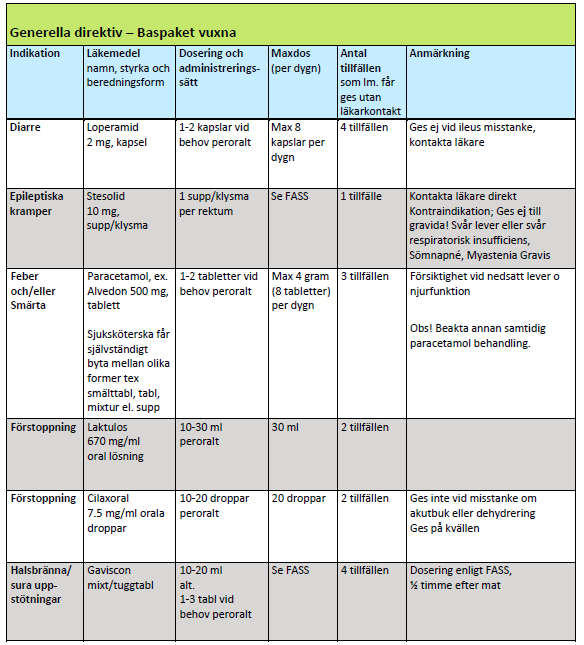 Generella direktiv – Baspaket vuxna
Indikation
Läkemedel
namn, styrka och
beredningsform
Dosering och
administrerings-
sätt
Maxdos
(per dygn)
Antal
tillfällen
som lm. får
ges utan
läkarkontakt
Anmärkning
Diarre
Loperamid
2 mg, kapsel
1-2 kapslar vid
behov peroralt
Max 8
kapslar per
dygn
4 tillfällen
Ges ej vid ileus misstanke,
kontakta läkare
Epileptiska
kramper
Stesolid
10 mg,
supp/klysma
1 supp/klysma
per rektum
Se FASS
1 tillfälle
Kontakta läkare direkt
Kontraindikation; Ges ej till
gravida! Svår lever eller svår
respiratorisk insufficiens,
Sömnapné, Myastenia Gravis
Feber
och/eller
Smärta
Paracetamol, ex.
Alvedon 500 mg,
tablett
Sjuksköterska får
självständigt
byta mellan olika
former tex
smälttabl, tabl,
mixtur el. supp
1-2 tabletter vid
behov peroralt
Max 4 gram
(8 tabletter)
per dygn
3 tillfällen
Försiktighet vid nedsatt lever o
njurfunktion
Obs! Beakta annan samtidig
paracetamol behandling.
Förstoppning
Laktulos
670 mg/ml
oral lösning
10-30 ml
peroralt
30 ml
2 tillfällen
Förstoppning
Cilaxoral
7.5 mg/ml orala
droppar
10-20 droppar
peroralt
20 droppar
2 tillfällen
Ges inte vid misstanke om
akutbuk eller dehydrering
Ges på kvällen
Halsbränna/
sura upp-
stötningar
Gaviscon
mixt/tuggtabl
10-20 ml
alt.
1-3 tabl vid
behov peroralt
Se FASS
4 tillfällen
Dosering enligt FASS,
½ timme efter mat